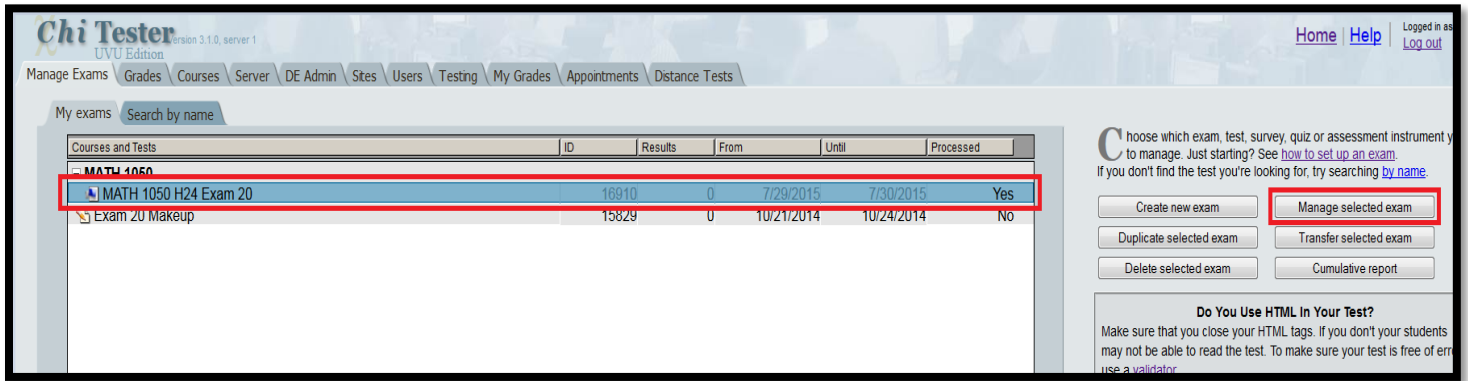 Chi Tester version 3.1.0, server 1
UVU Edition
Home | Help
Logged in as
Log out
Manage Exams Grades Courses Server DE Admin Sites Users Testing My Grades Appointments Distance Tests
My exams Search by name
Courses and Tests ID Results From Until Processed
MATH 1050
MATH 1050 H24 Exam 20 16910 0 7/29/2015 7/30/2015 Yes
Exam 20 Makeup 15829 0 10/21/2014 10/24/2014 No
Choose which exam, test, survey, quiz or assessment instrument y
to manage. Just starting? See how to set up an exam.
If you don't find the test you're looking for, try searching by name.
Create new exam Manage selected exam
Duplicate selected exam Transfer selected exam
Delete selected exam Cumulative report
Do You Use HTML In Your Test?
Make sure that you close your HTML tags. If you don't your students
may not be able to read the test. To make sure your test is free of erro
use a validator